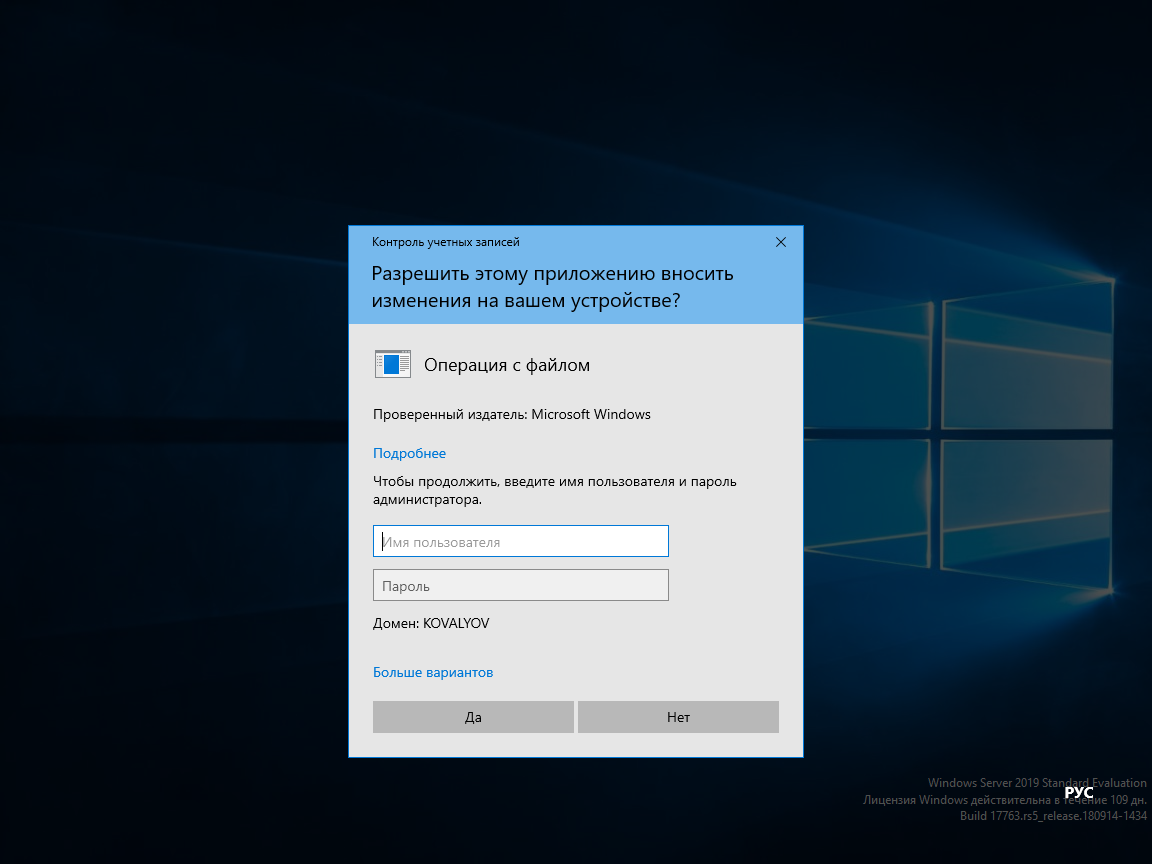 Контроль учетных записей
Разрешить этому приложению вносить
изменения на вашем устройстве?
Операция с файлом
Проверенный издатель: Microsoft Windows
Подробнее
Чтобы продолжить, введите имя пользователя и пароль
администратора.
Имя пользователя
Пароль
Домен: KOVALYOV
Больше вариантов
Да
Нет
Windows Server 2019 Standard Evaluation
РУС
Лицензия Windows действительна в течение 109 дн.
Build 17763.rs5_release.180914-1434